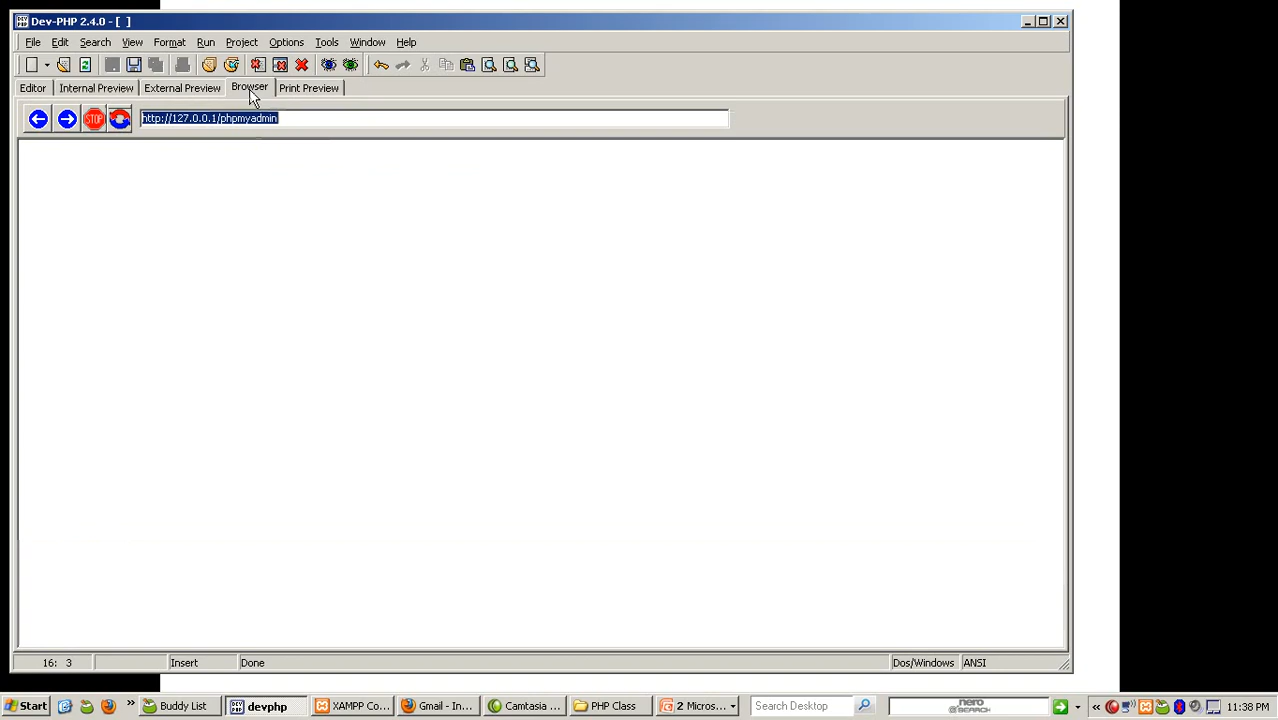 Dev-PHP 2.4.0 - [ ]
File Edit Search View Format Run Project Options Tools Window Help
Editor Internal Preview External Preview Browser Print Preview
STOP http://127.0.0.1/phpmyadmin
16: 3 Insert Done Dos/Windows ANSI
Start Buddy List devphp XAMPP Co... Gmail - ... Camtasia ... PHP Class 2 Micros... Search Desktop nero SEARCH 11:38 PM